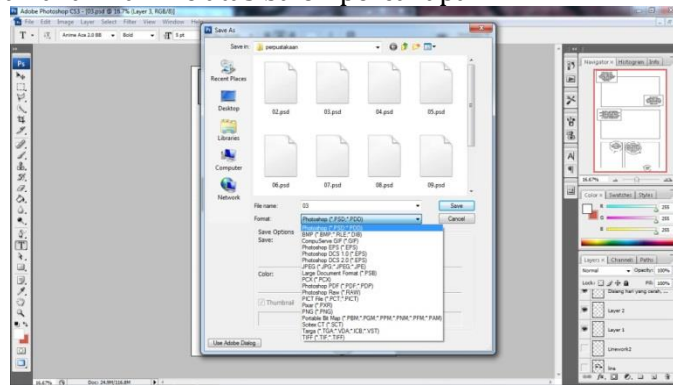 Adobe Photoshop CS3 - [03.psd @ 16.7% (Layer 3, RGB/8)]
File Edit Image Layer Select Filter View Window
Anime Ace 2.0 BB
Bold
5 pt
Save As
Save in:
perpustakaan
Recent Places
Desktop
Libraries
Computer
Network
02.psd
03.psd
04.psd
05.psd
06.psd
07.psd
08.psd
09.psd
File name:
03
Save
Format:
Photoshop (*.PSD;*.PDD)
Cancel
Save Options
Save:
Color:
Thumbnail
Photoshop (*.PSD;*.PDD)
BMP (*.BMP;*.RLE;*.DIB)
CompuServe GIF (*.GIF)
Photoshop EPS (*.EPS)
Photoshop DCS 1.0 (*.EPS)
Photoshop DCS 2.0 (*.EPS)
JPEG (*.JPG;*.JPEG;*.JPE)
Large Document Format (*.PSB)
PCX (*.PCX)
Photoshop PDF (*.PDF;*.PDP)
Photoshop Raw (*.RAW)
PICT File (*.PCT;*.PICT)
Pixar (*.PXR)
PNG (*.PNG)
Portable Bit Map (*.PBM;*.PGM;*.PPM;*.PNM;*.PFM;*.PAM)
Scitex CT (*.SCT)
Targa (*.TGA;*.VDA;*.ICB;*.VST)
TIFF (*.TIF;*.TIFF)
Use Adobe Dialog
Navigator x Histogram Info
16.67%
Color x Swatches Styles
R
255
G
255
B
255
Layers x Channels Paths
Normal
Opacity: 100%
Lock:
Fill: 100%
Layer 2
Layer 1
Linework2
16.67%